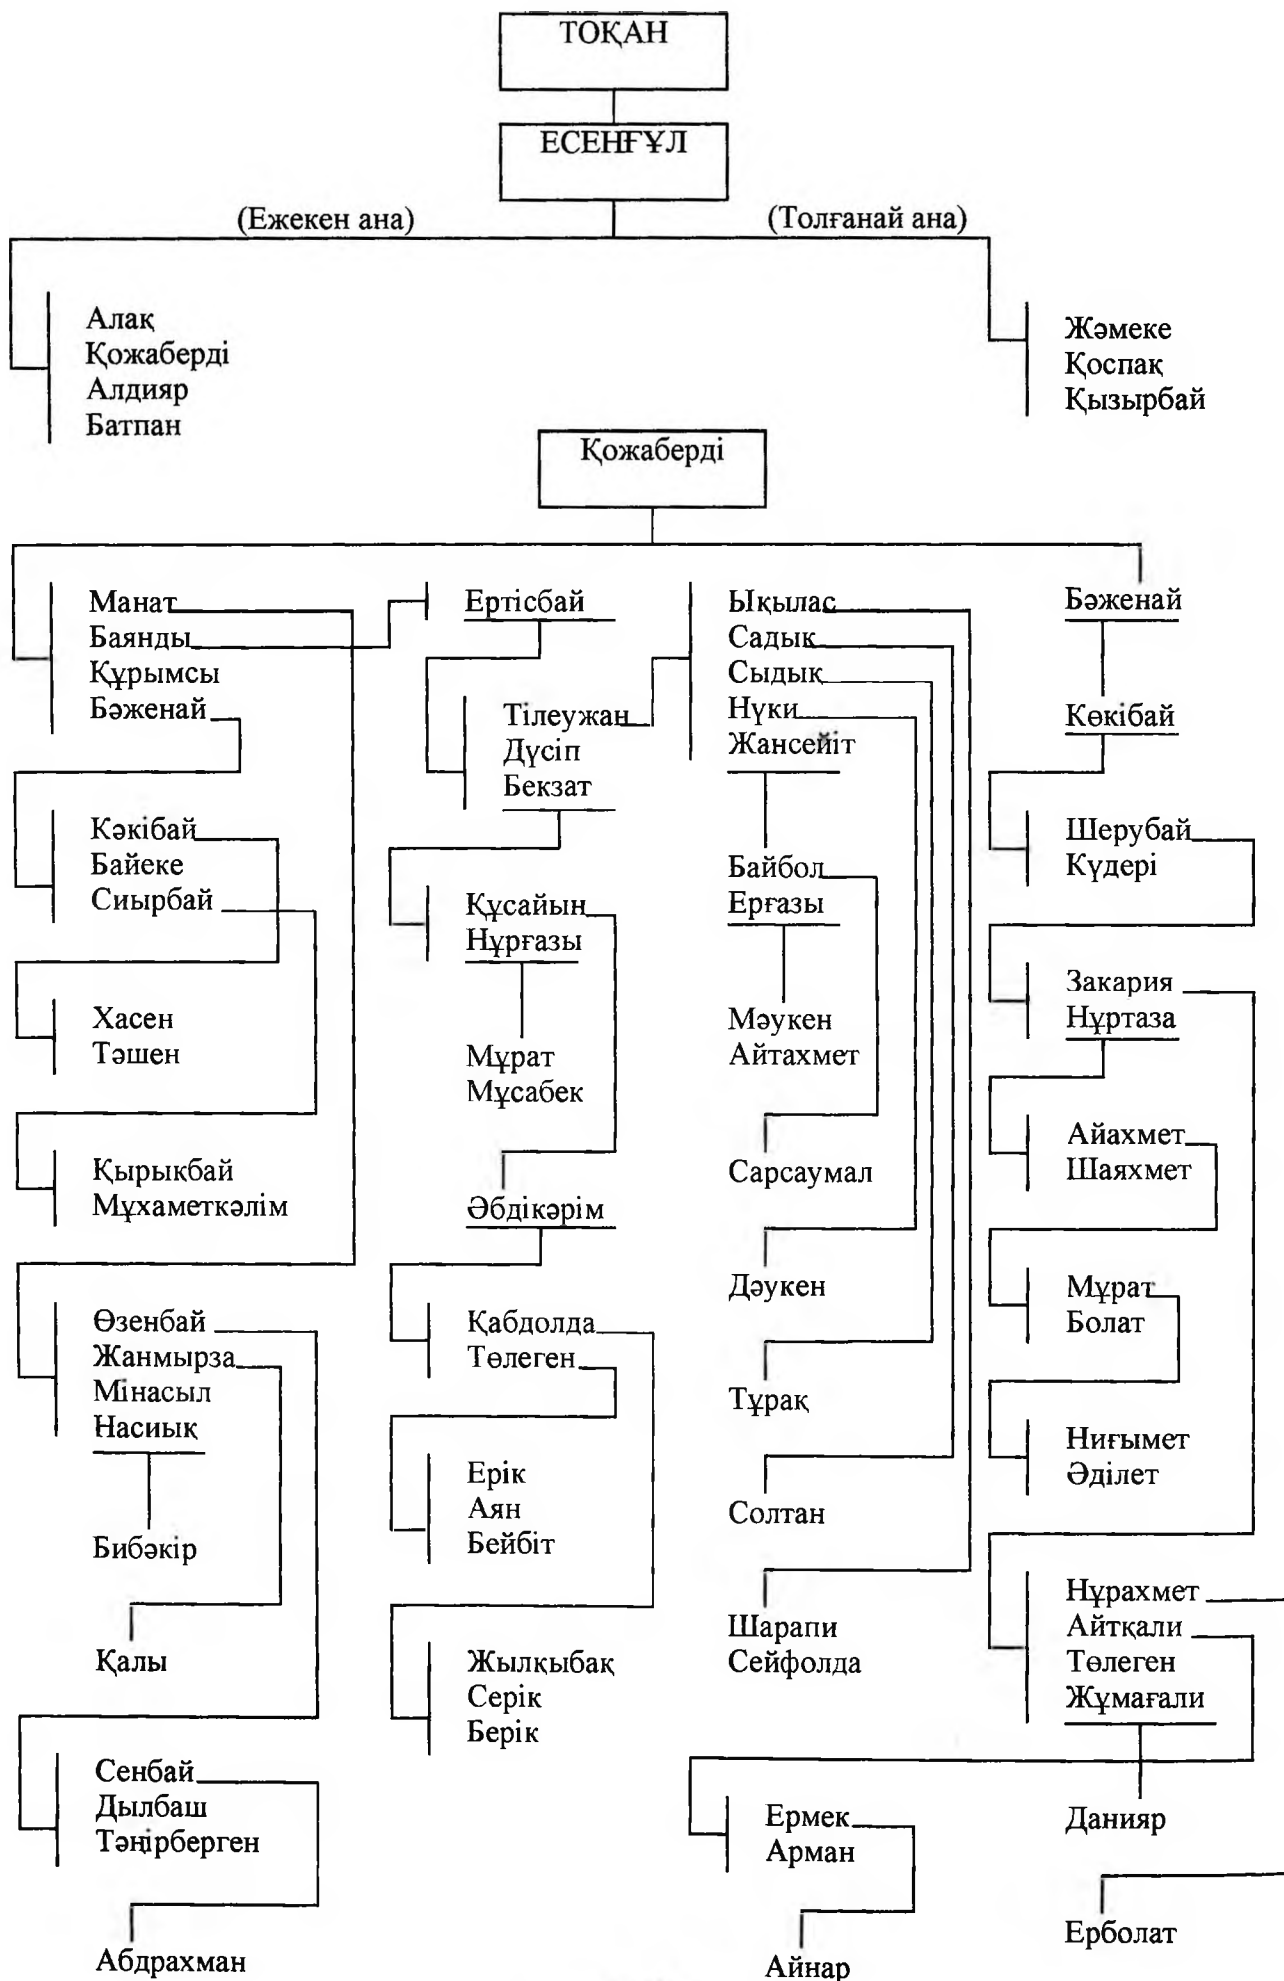 ТОҚАН
ЕСЕНҒҰЛ
(Ежекен ана)
(Толғанай ана)
Алақ
Қожаберді
Алдияр
Батпан
Жәмеке
Қоспақ
Қызырбай
Қожаберді
Манат
Баянды
Құрымсы
Бәженай
Кәкібай
Байеке
Сиырбай
Хасен
Тәшен
Қырықбай
Мұхаметкәлім
Өзенбай
Жанмырза
Мінасыл
Насиық
Бибәкір
Қалы
Сенбай
Дылбаш
Тәңірберген
Абдрахман
Ертісбай
Тілеужан
Дүсіп
Бекзат
Құсайын
Нұрғазы
Мұрат
Мұсабек
Әбдікәрім
Қабдолда
Төлеген
Ерік
Аян
Бейбіт
Жылқыбақ
Серік
Берік
Ықылас
Садық
Сыдық
Нүки
Жансейіт
Байбол
Ерғазы
Мәукен
Айтахмет
Сарсаумал
Дәукен
Тұрақ
Солтан
Шарапи
Сейфолда
Ермек
Арман
Айнар
Бәженай
Көкібай
Шерубай
Күдері
Закария
Нұртаза
Айахмет
Шаяхмет
Мұрат
Болат
Ниғымет
Әділет
Нұрахмет
Айтқали
Төлеген
Жұмағали
Данияр
Ерболат